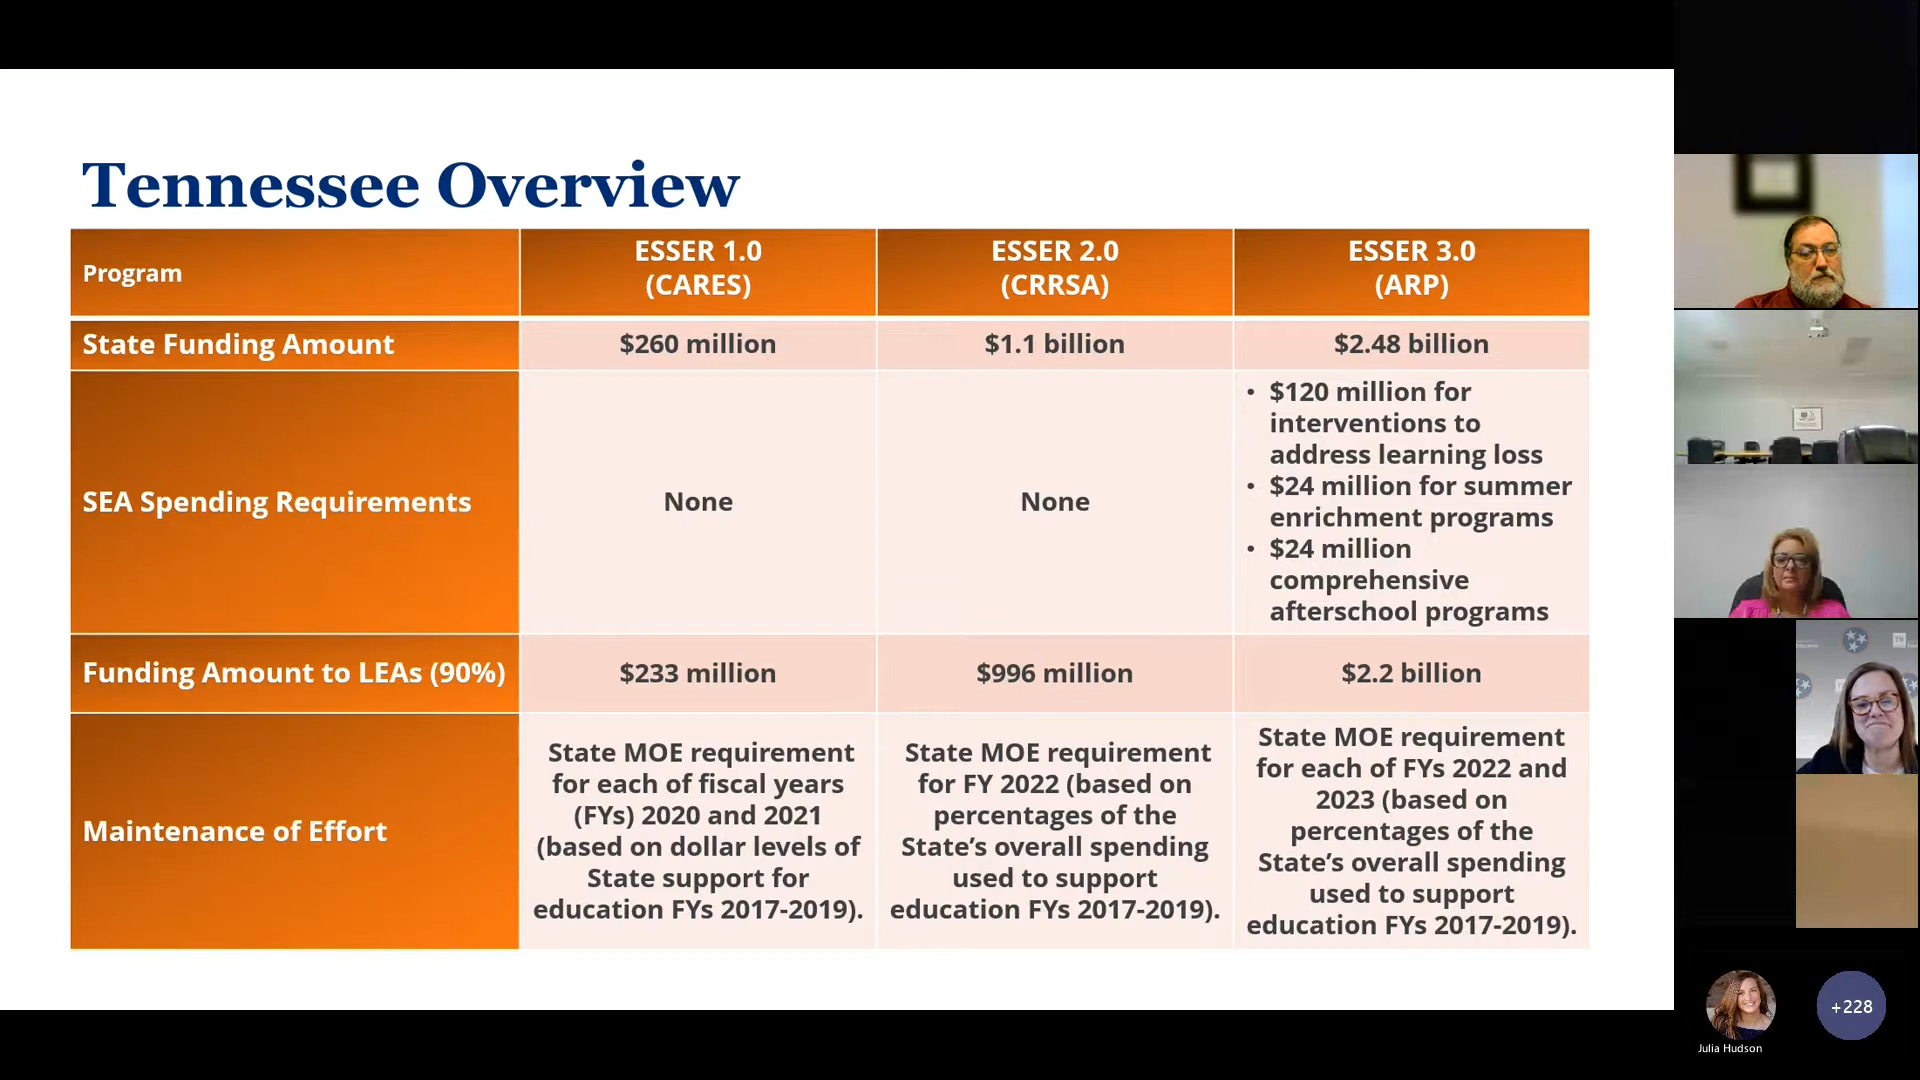 Tennessee Overview
Program
ESSER 1.0
(CARES)
ESSER 2.0
(CRRSA)
ESSER 3.0
(ARP)
State Funding Amount
$260 million
$1.1 billion
$2.48 billion
SEA Spending Requirements
None
None
• $120 million for
interventions to
address learning loss
• $24 million for summer
enrichment programs
• $24 million
comprehensive
afterschool programs
Funding Amount to LEAs (90%)
$233 million
$996 million
$2.2 billion
Maintenance of Effort
State MOE requirement
for each of fiscal years
(FYs) 2020 and 2021
(based on dollar levels of
State support for
education FYs 2017-2019).
State MOE requirement
for FY 2022 (based on
percentages of the
State’s overall spending
used to support
education FYs 2017-2019).
State MOE requirement
for each of FYs 2022 and
2023 (based on
percentages of the
State’s overall spending
used to support
education FYs 2017-2019).
TN
Julia Hudson
+228